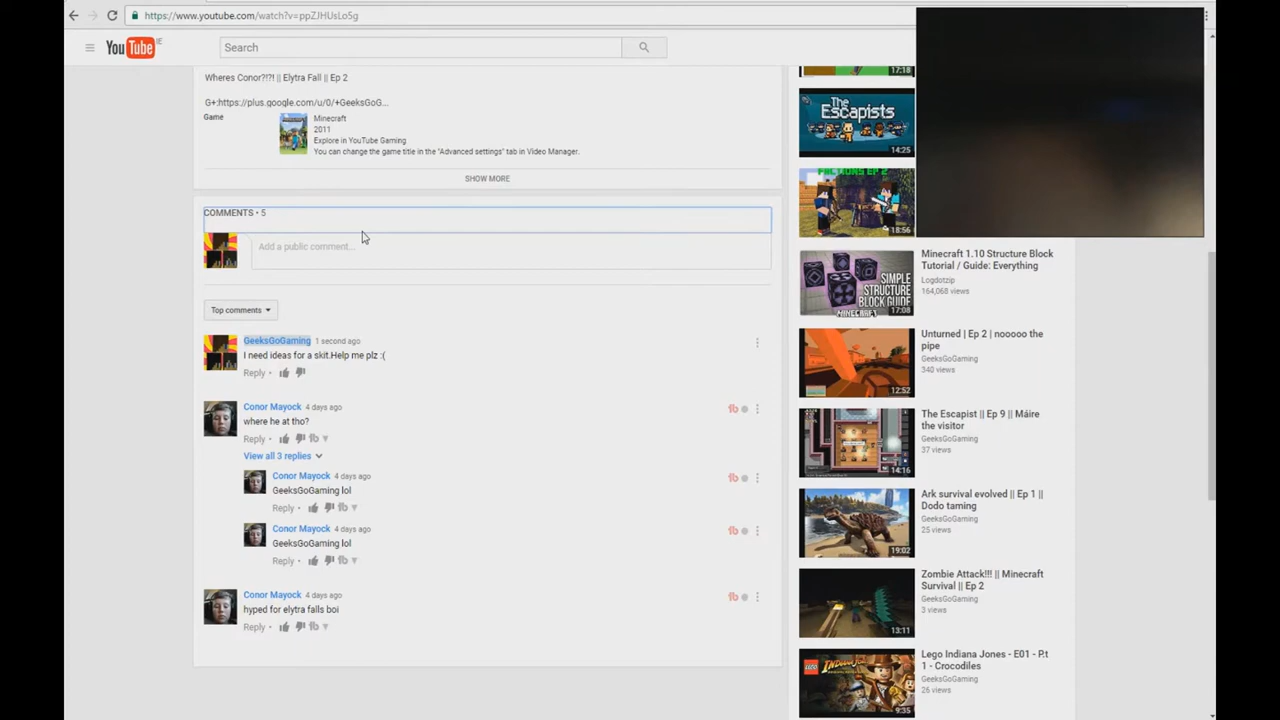 https://www.youtube.com/watch?v=ppZJHUsLo5g
YouTube IE
Search
Wheres Conor?!?! || Elytra Fall || Ep 2
G+:https://plus.google.com/u/0/+GeeksGoG...
Game
Minecraft
2011
Explore in YouTube Gaming
You can change the game title in the "Advanced settings" tab in Video Manager.
SHOW MORE
COMMENTS • 5
Add a public comment...
Top comments
GeeksGoGaming 1 second ago
I need ideas for a skit.Help me plz :(
Reply •
Conor Mayock 4 days ago
where he at tho?
Reply •
View all 3 replies
Conor Mayock 4 days ago
GeeksGoGaming lol
Reply •
Conor Mayock 4 days ago
GeeksGoGaming lol
Reply •
Conor Mayock 4 days ago
hyped for elytra falls boi
Reply •
17:18
The Escapists
14:25
FACTIONS EP 2
18:56
SIMPLE
STRUCTURE
BLOCK GUIDE
MINECRAFT
17:08
Minecraft 1.10 Structure Block
Tutorial / Guide: Everything
Logdotzip
164,068 views
12:52
Unturned | Ep 2 | nooooo the
pipe
GeeksGoGaming
340 views
14:16
The Escapist || Ep 9 || Máire
the visitor
GeeksGoGaming
37 views
19:02
Ark survival evolved || Ep 1 ||
Dodo taming
GeeksGoGaming
25 views
13:11
Zombie Attack!!! || Minecraft
Survival || Ep 2
GeeksGoGaming
3 views
9:35
Lego Indiana Jones - E01 - P.t
1 - Crocodiles
GeeksGoGaming
26 views